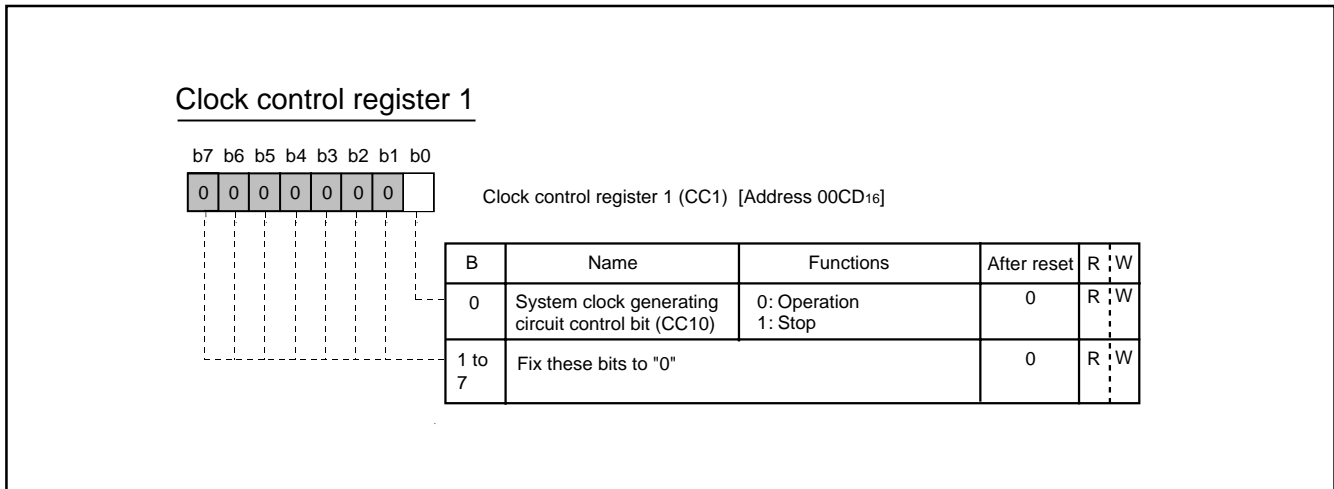 Clock control register 1
b7 b6 b5 b4 b3 b2 b1 b0
0 0 0 0 0 0 0
Clock control register 1 (CC1) [Address 00CD16]
B Name Functions After reset R W
0 System clock generating circuit control bit (CC10) 0: Operation 1: Stop 0 R W
1 to 7 Fix these bits to "0" 0 R W